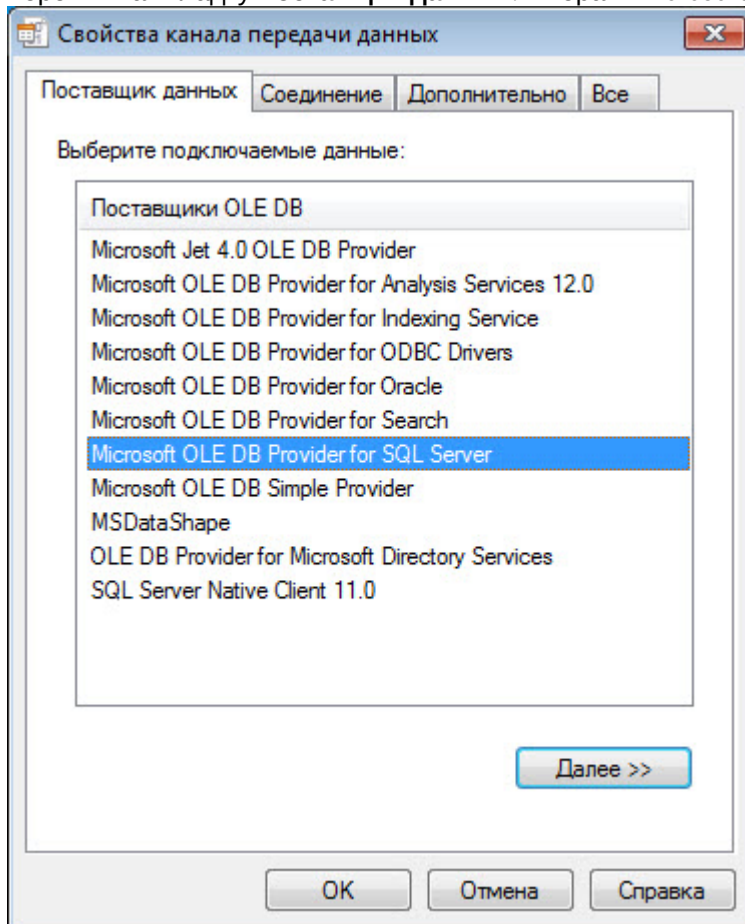 Свойства канала передачи данных
Поставщик данных Соединение Дополнительно Все
Выберите подключаемые данные:
Поставщики OLE DB
Microsoft Jet 4.0 OLE DB Provider
Microsoft OLE DB Provider for Analysis Services 12.0
Microsoft OLE DB Provider for Indexing Service
Microsoft OLE DB Provider for ODBC Drivers
Microsoft OLE DB Provider for Oracle
Microsoft OLE DB Provider for Search
Microsoft OLE DB Provider for SQL Server
Microsoft OLE DB Simple Provider
MSDataShape
OLE DB Provider for Microsoft Directory Services
SQL Server Native Client 11.0
Далее >>
OK Отмена Справка